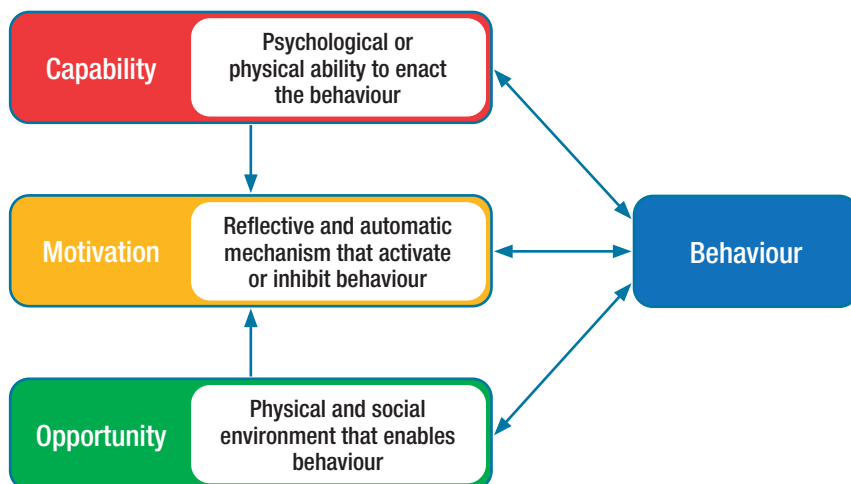 Capability
Psychological or
physical ability to enact
the behaviour
Motivation
Reflective and automatic
mechanism that activate
or inhibit behaviour
Behaviour
Opportunity
Physical and social
environment that enables
behaviour